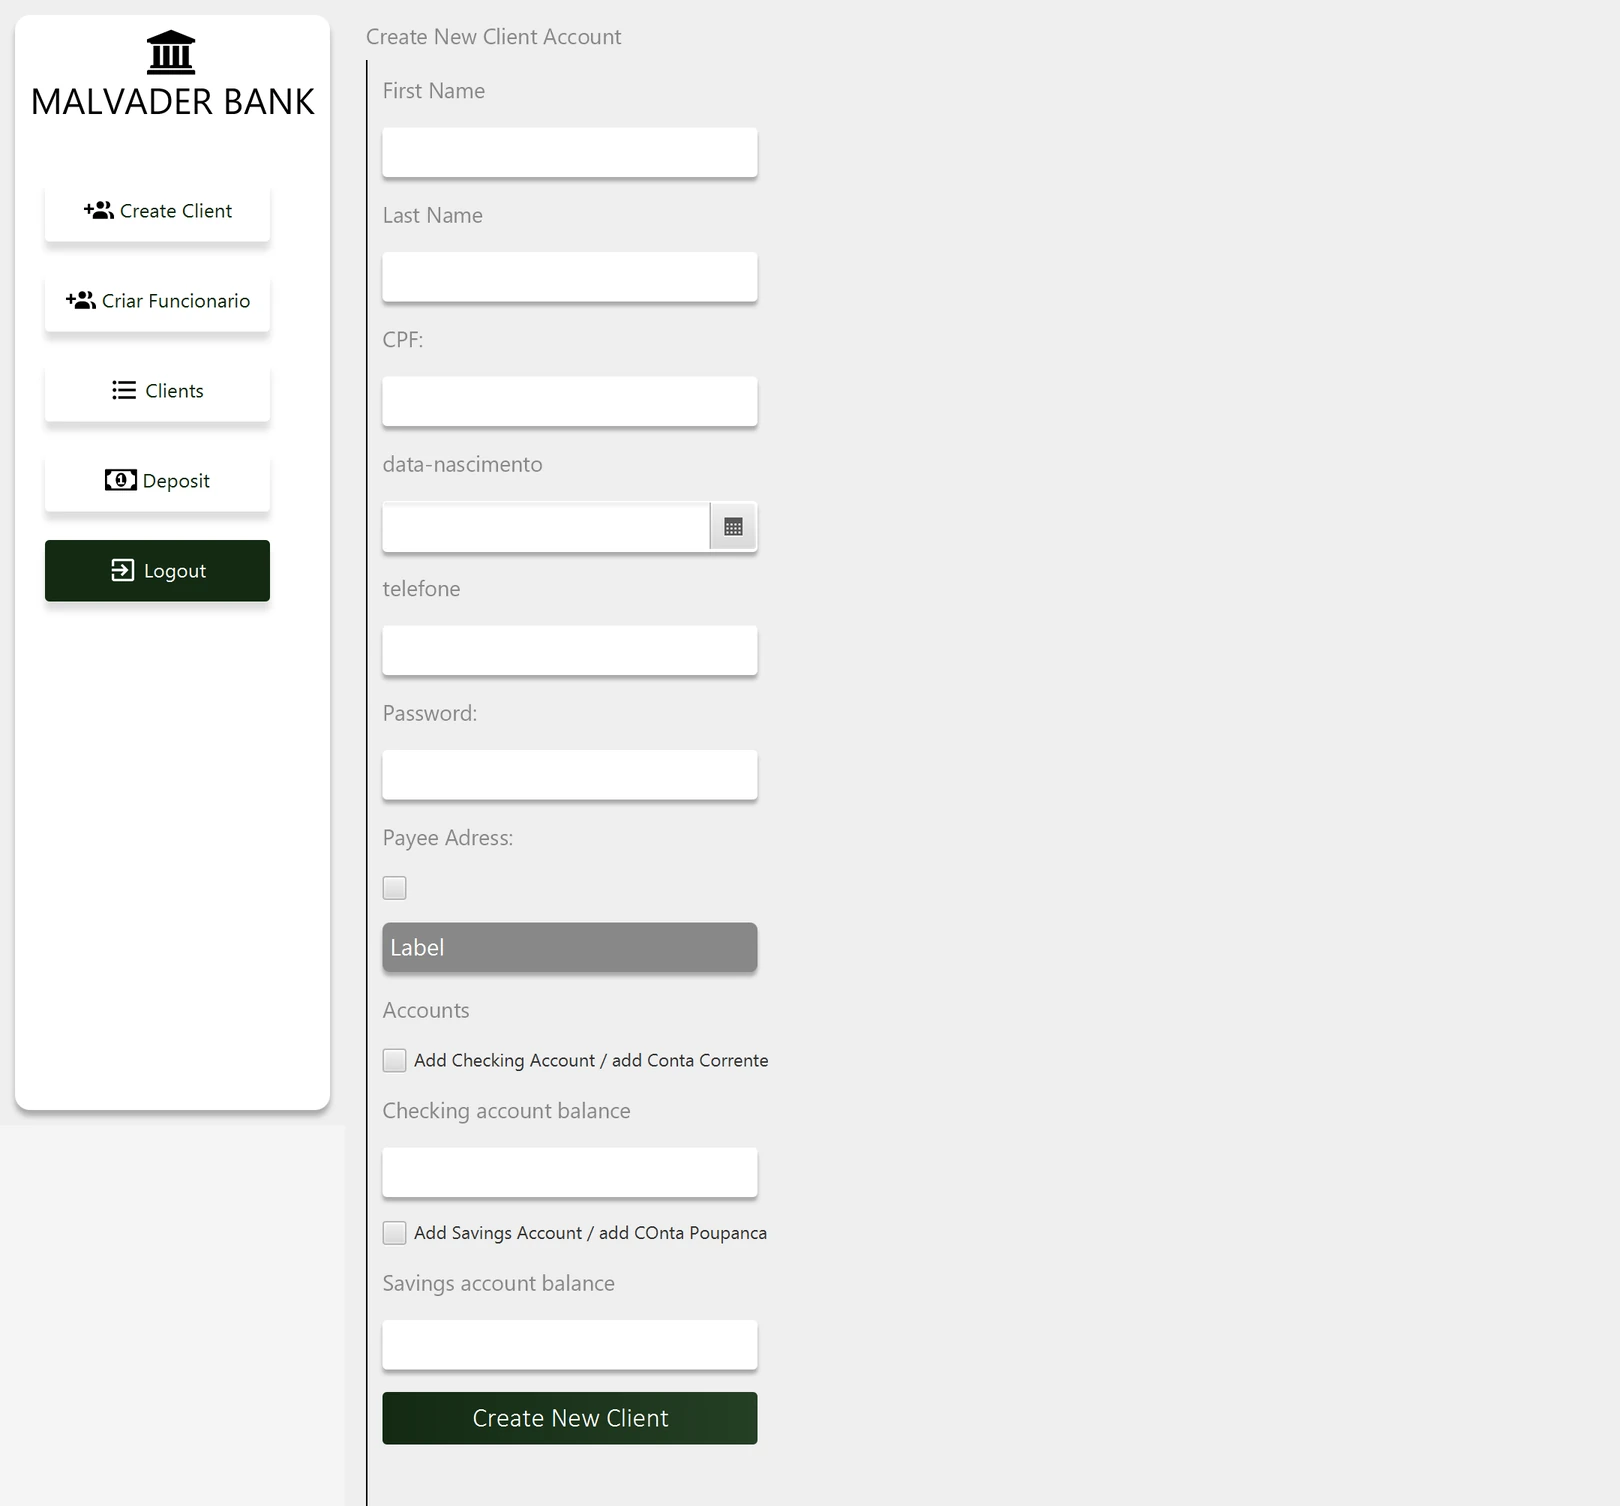 MALVADER BANK
Create Client
Criar Funcionario
Clients
Deposit
Logout
Create New Client Account
First Name
Last Name
CPF:
data-nascimento
telefone
Password:
Payee Adress:
Label
Accounts
Add Checking Account / add Conta Corrente
Checking account balance
Add Savings Account / add COnta Poupanca
Savings account balance
Create New Client